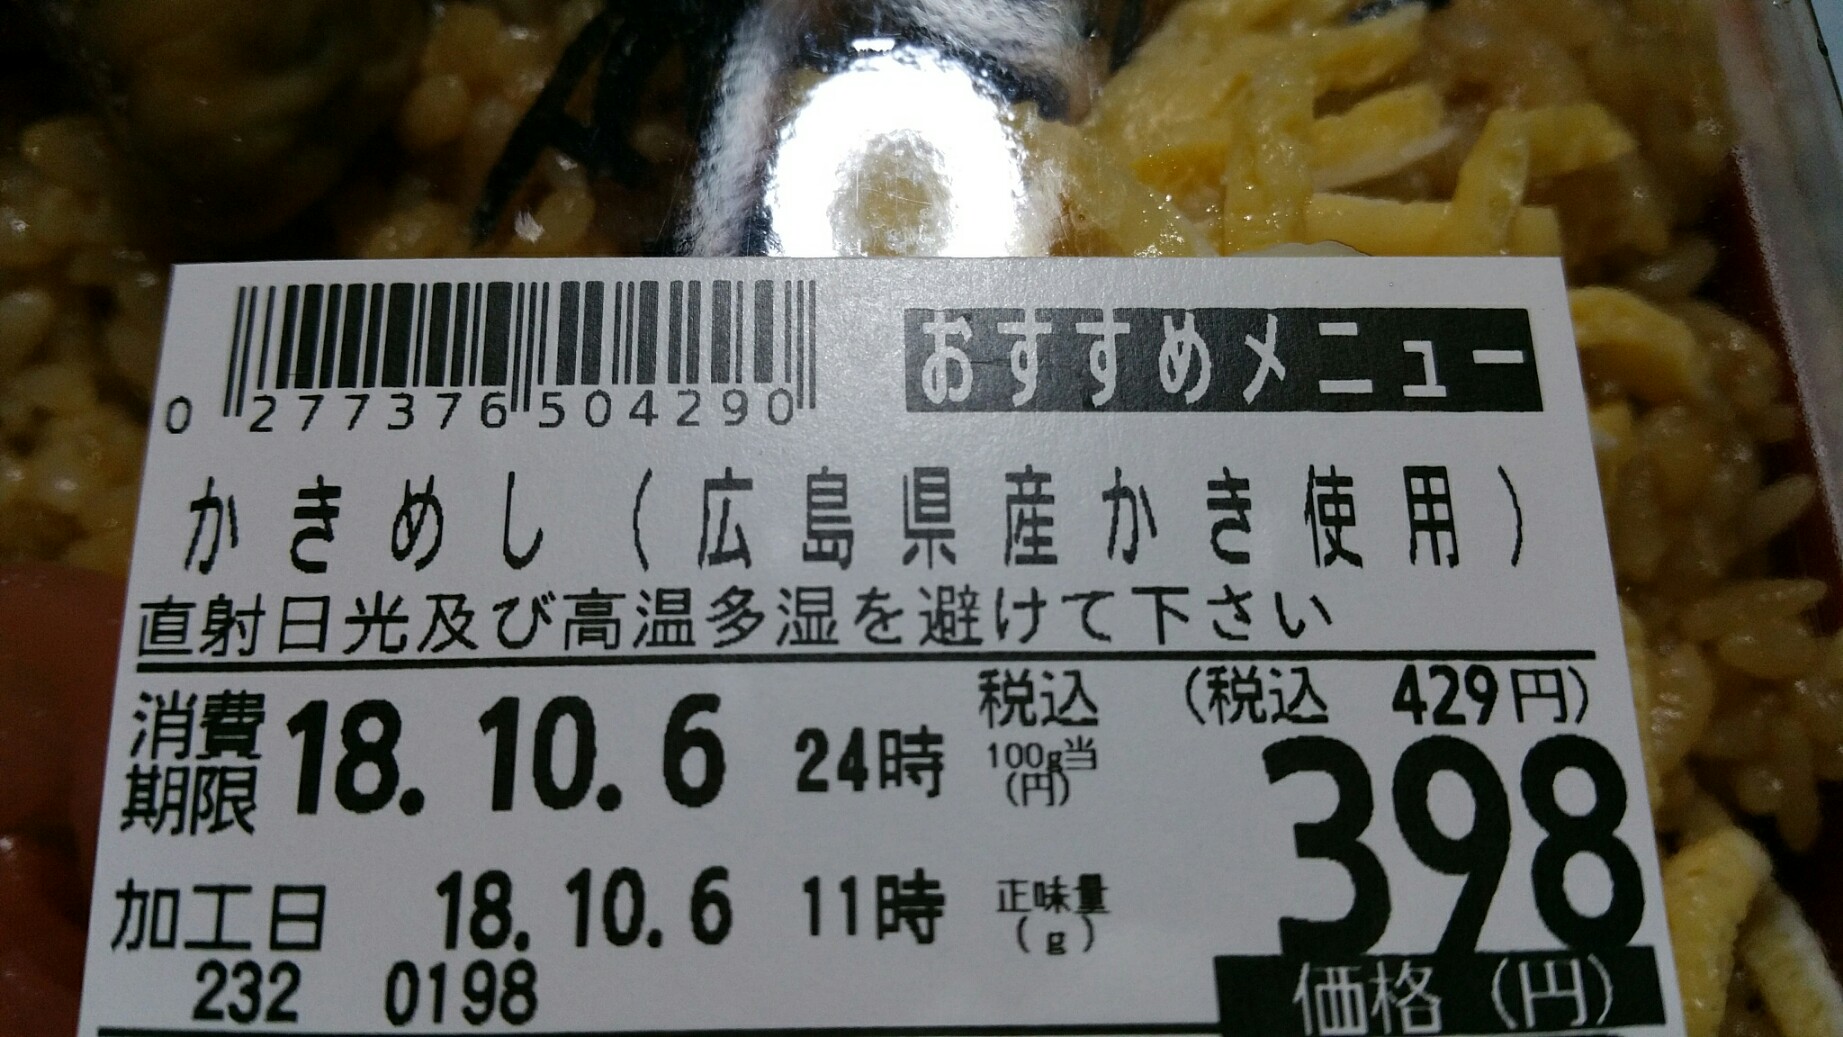 おすすめメニュー
0 277376 504290
かきめし（広島県産かき使用）
直射日光及び高温多湿を避けて下さい
消費期限 18. 10. 6 24時
税込 100g当(円)
(税込 429円)
398
価格（円）
加工日 18. 10. 6 11時
正味量(g)
232 0198